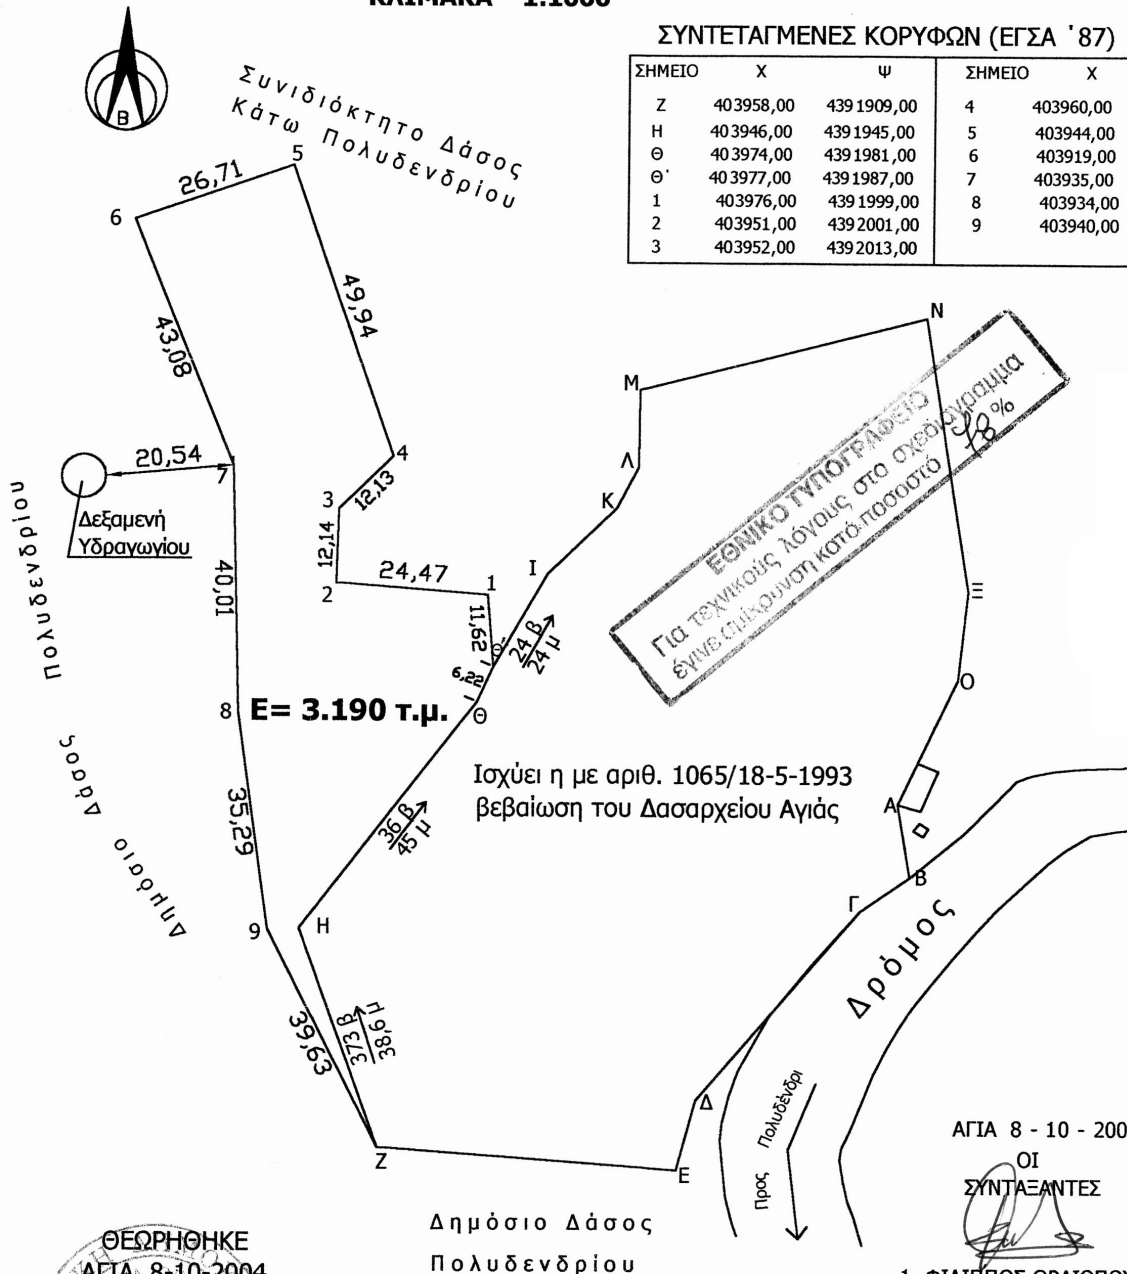 ΚΛΙΜΑΚΑ 1:1000
ΣΥΝΤΕΤΑΓΜΕΝΕΣ ΚΟΡΥΦΩΝ (ΕΓΣΑ '87)
ΣΗΜΕΙΟ Χ Ψ ΣΗΜΕΙΟ Χ
Ζ 403958,00 4391909,00 4 403960,00
Η 403946,00 4391945,00 5 403944,00
Θ 403974,00 4391981,00 6 403919,00
Θ' 403977,00 4391987,00 7 403935,00
1 403976,00 4391999,00 8 403934,00
2 403951,00 4392001,00 9 403940,00
3 403952,00 4392013,00
Β
Συνιδιόκτητο Δάσος
Κάτω Πολυδενδρίου
5
26,71
6
49,94
43,08
Ν
Μ
ΕΘΝΙΚΟ ΤΥΠΟΓΡΑΦΕΙΟ
Για τεχνικούς λόγους στο σχεδιάγραμμα
έγινε σμίκρυνση κατά ποσοστό 98%
4
20,54
7
Λ
3
12,13
Κ
Δεξαμενή
Υδραγωγίου
12,14
24,47
2
1
Ι
40,01
11,62
Θ'
24 β
24 μ
Ξ
6,22
Ο
8
Ε= 3.190 τ.μ.
Θ
Πολυδενδρίου
Δημόσιο Δάσος
Ισχύει η με αριθ. 1065/18-5-1993
βεβαίωση του Δασαρχείου Αγιάς
35,29
36 β
45 μ
Α
Β
Γ
9
Η
Δρόμος
39,63
373 β
38,6 μ
Δ
Προς Πολυδένδρι
Ζ
Ε
ΑΓΙΑ 8 - 10 - 200
ΟΙ
ΣΥΝΤΑΞΑΝΤΕΣ
Δημόσιο Δάσος
Πολυδενδρίου
ΘΕΩΡΗΘΗΚΕ
ΑΓΙΑ 8-10-2004